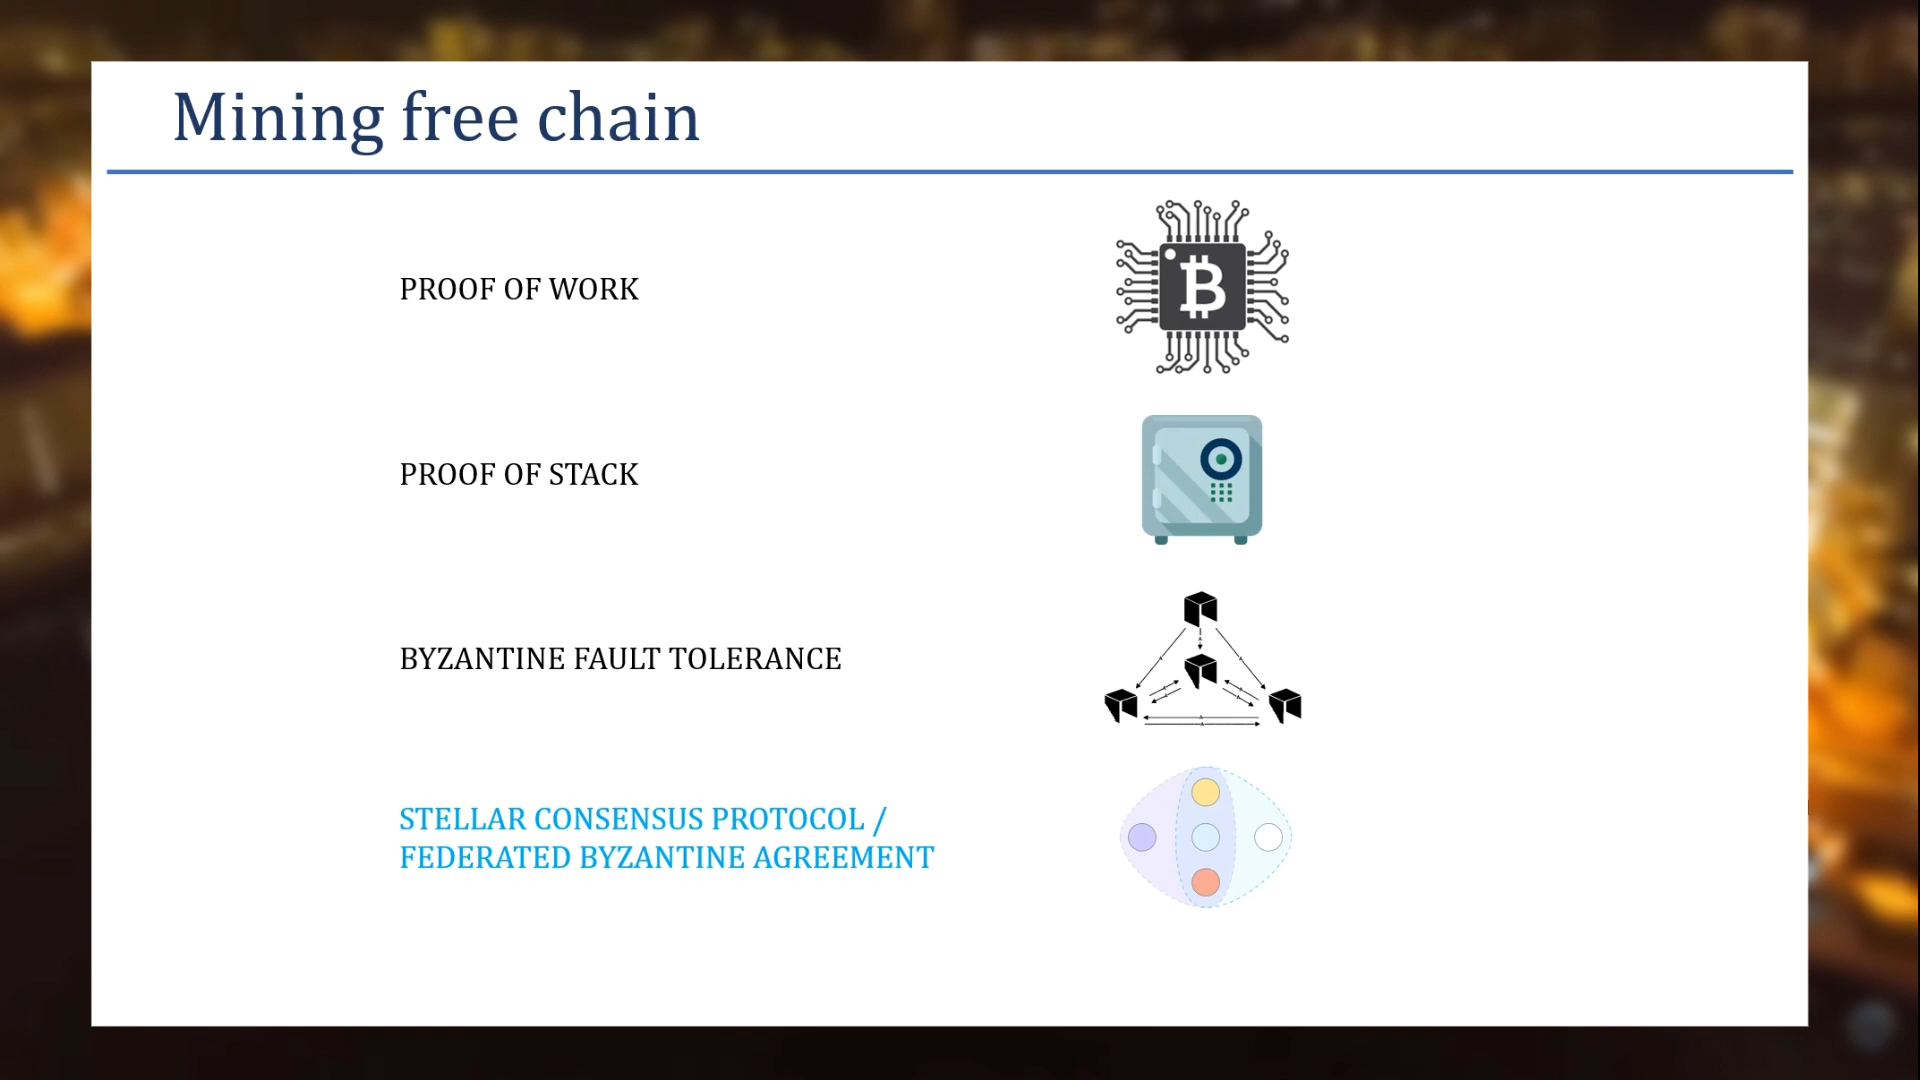 Mining free chain
PROOF OF WORK
PROOF OF STACK
BYZANTINE FAULT TOLERANCE
STELLAR CONSENSUS PROTOCOL /
FEDERATED BYZANTINE AGREEMENT